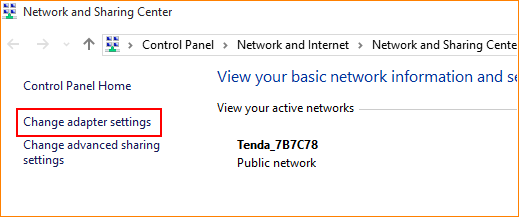 Network and Sharing Center
Control Panel > Network and Internet > Network and Sharing Cente
Control Panel Home
Change adapter settings
Change advanced sharing
settings
View your basic network information and se
View your active networks
Tenda_7B7C78
Public network